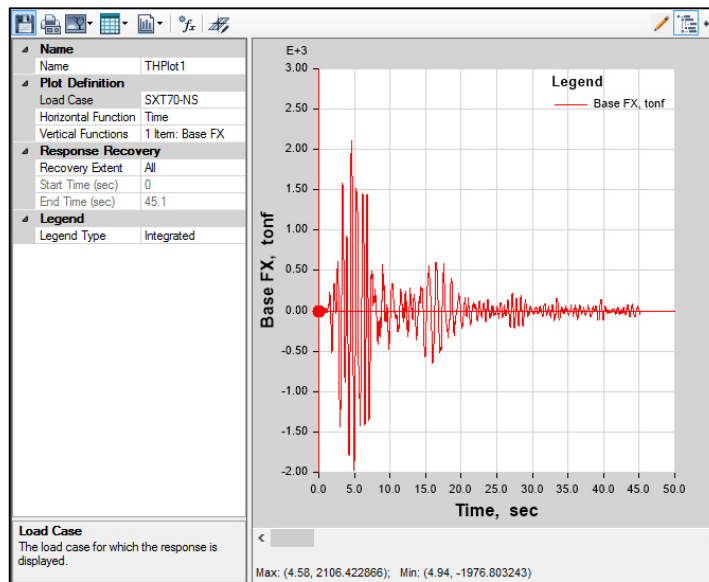 fx
Name
Name THPlot1
Plot Definition
Load Case SXT70-NS
Horizontal Function Time
Vertical Functions 1 Item: Base FX
Response Recovery
Recovery Extent All
Start Time (sec) 0
End Time (sec) 45.1
Legend
Legend Type Integrated
Load Case
The load case for which the response is
displayed.
E+3
3.00
2.50
2.00
1.50
1.00
0.50
0.00
-0.50
-1.00
-1.50
-2.00
Base FX, tonf
Legend
Base FX, tonf
0.0 5.0 10.0 15.0 20.0 25.0 30.0 35.0 40.0 45.0 50.0
Time, sec
<
Max: (4.58, 2106.422866); Min: (4.94, -1976.803243)